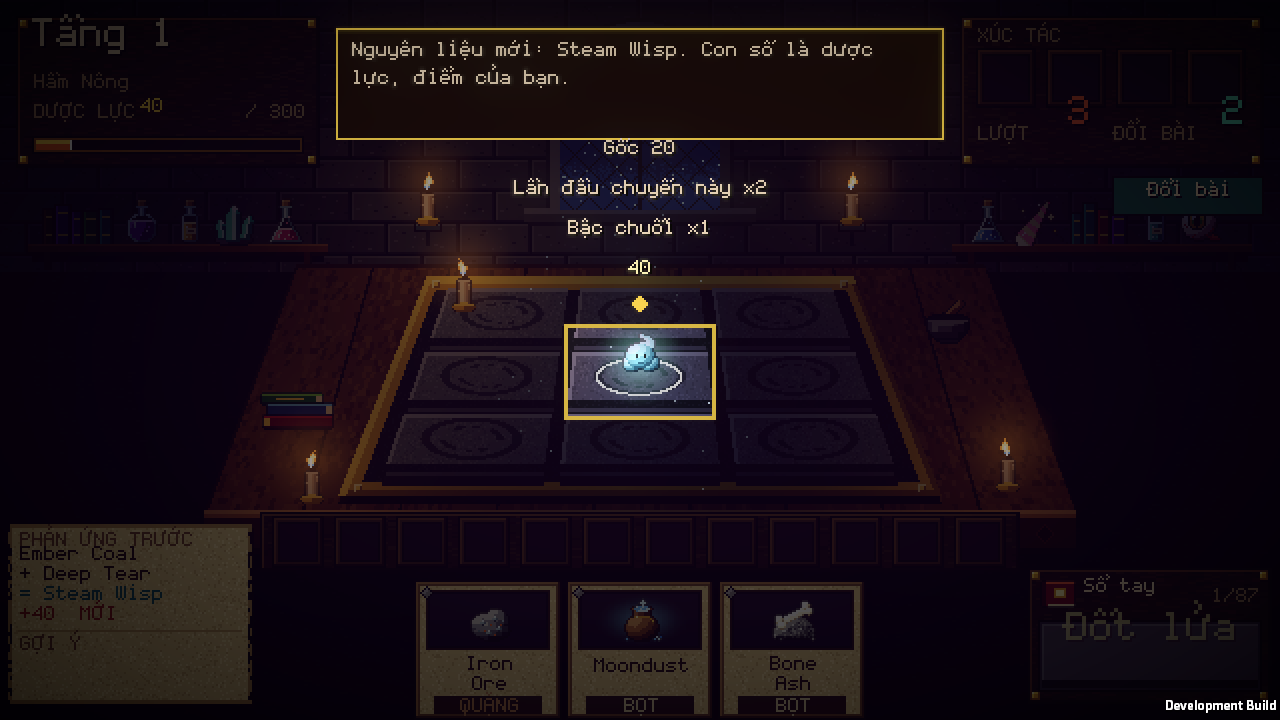 Tầng 1
Hầm Nông
DƯỢC LỰC 40 / 300
Nguyên liệu mới: Steam Wisp. Con số là dược
lực, điểm của bạn.
XÚC TÁC
LƯỢT 3 ĐỔI BÀI 2
Đổi bài
Gốc 20
Lần đầu chuyến này x2
Bậc chuỗi x1
40
PHẢN ỨNG TRƯỚC
Ember Coal
+ Deep Tear
= Steam Wisp
+40 MỚI
GỢI Ý
Iron
Ore
QUẶNG
Moondust
BỘT
Bone
Ash
BỘT
Sổ tay 1/87
Đốt lửa
Development Build